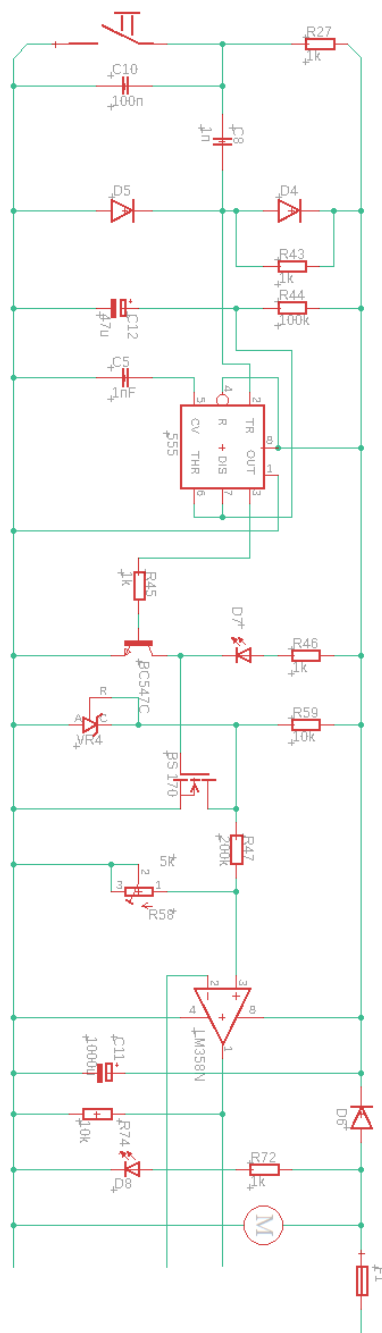 R27
1k
C10
100n
C8
1n
D5
D4
R43
1k
R44
100k
C12
47u
C5
1nF
5
4
2
CV
R
TR
8
555
DIS
OUT
THR
1
6
7
3
R45
1k
D7
R46
1k
BC547C
R
A
C
VR4
R59
10k
BS 170
R47
200k
5k
2
3
1
R58
2
3
4
8
LM358N
1
C11
1000u
D6
R74
10k
R72
1k
D8
M
F1